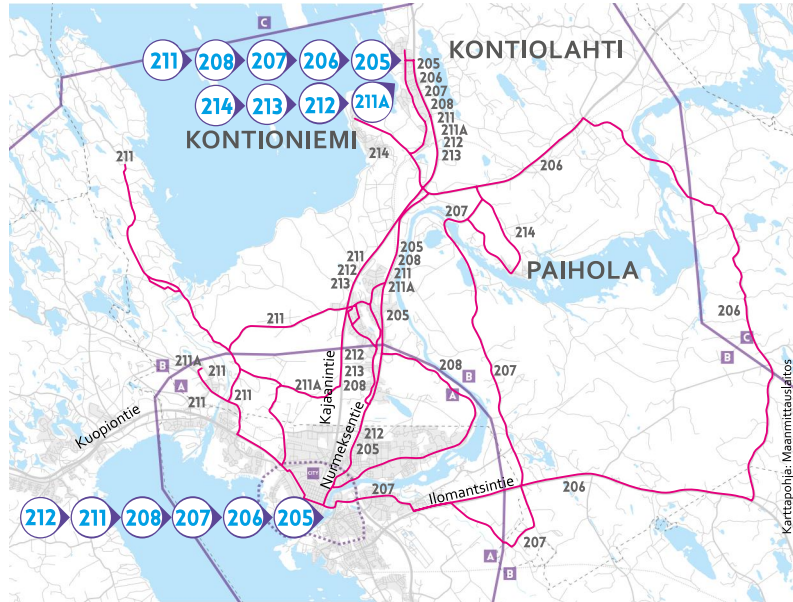 C
211 208 207 206 205
KONTIOLAHTI
214 213 212 211A
KONTIONIEMI
205
206
207
208
211
211A
212
213
214
211
206
207
214
PAIHOLA
205
208
211
211A
211
212
213
205
211
206
C
B
211A
B
A
211
211
211
211A
Kajaanintie
212
213
208
208
B
A
207
Kuopiontie
Nurmeksentie
212
205
CITY
207
Ilomantsintie
206
212 211 208 207 206 205
207
A
B
Karttapohja: Maanmittauslaitos